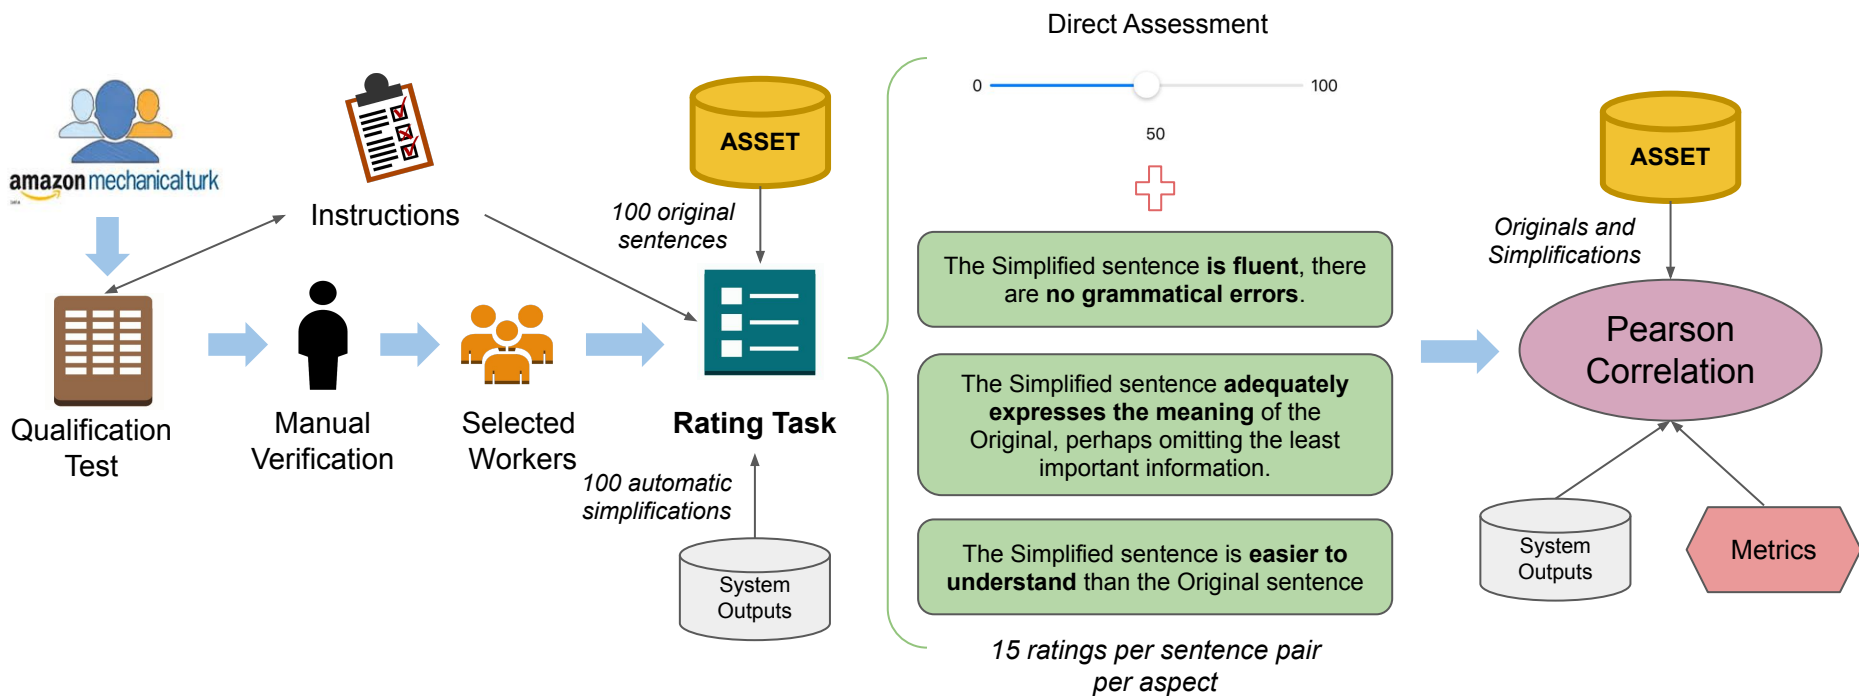 Direct Assessment
0
100
50
amazon mechanical turk
Instructions
ASSET
100 original
sentences
Qualification
Test
Manual
Verification
Selected
Workers
Rating Task
100 automatic
simplifications
System
Outputs
The Simplified sentence is fluent, there
are no grammatical errors.
The Simplified sentence adequately
expresses the meaning of the
Original, perhaps omitting the least
important information.
The Simplified sentence is easier to
understand than the Original sentence
15 ratings per sentence pair
per aspect
ASSET
Originals and
Simplifications
Pearson
Correlation
System
Outputs
Metrics